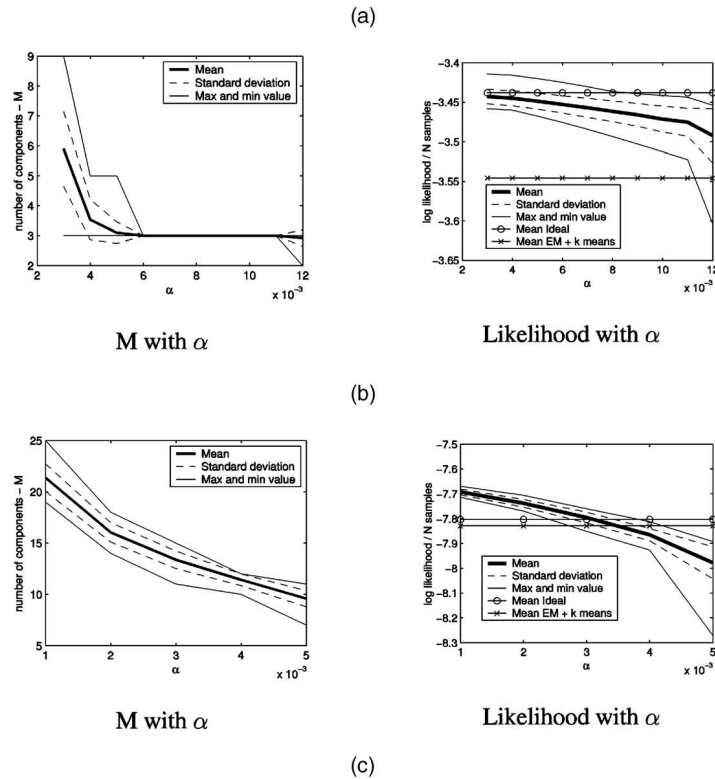 (a)
number of components – M
9
8
7
6
5
4
3
2
Mean
Standard deviation
Max and min value
2 4 6 8 10 12
α
x 10⁻³
M with α
log likelihood / N samples
-3.4
-3.45
-3.5
-3.55
-3.6
-3.65
Mean
Standard deviation
Max and min value
Mean Ideal
Mean EM + k means
2 4 6 8 10 12
α
x 10⁻³
Likelihood with α
(b)
number of components – M
25
20
15
10
5
Mean
Standard deviation
Max and min value
1 2 3 4 5
α
x 10⁻³
M with α
log likelihood / N samples
-7.5
-7.6
-7.7
-7.8
-7.9
-8
-8.1
-8.2
-8.3
Mean
Standard deviation
Max and min value
Mean Ideal
Mean EM + k means
1 2 3 4 5
α
x 10⁻³
Likelihood with α
(c)